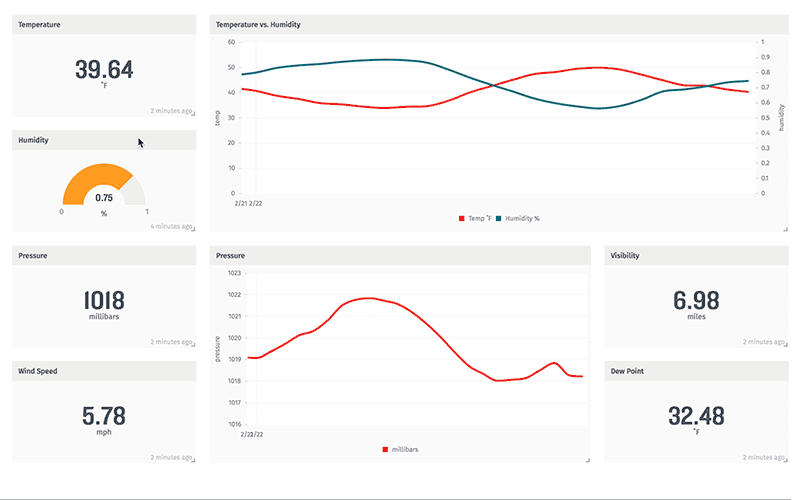 Temperature
39.64
°F
2 minutes ago
Humidity
0.75
0
1
%
4 minutes ago
Temperature vs. Humidity
60
50
40
30
20
10
0
temp
1
0.9
0.8
0.7
0.6
0.5
0.4
0.3
0.2
0.1
0
humidity
2/21 2/22
Temp °F Humidity %
Pressure
1018
millibars
2 minutes ago
Wind Speed
5.78
mph
2 minutes ago
Pressure
1023
1022
1021
1020
1019
1018
1017
1016
pressure
millibars
Visibility
6.98
miles
2 minutes ago
Dew Point
32.48
°F
2 minutes ago